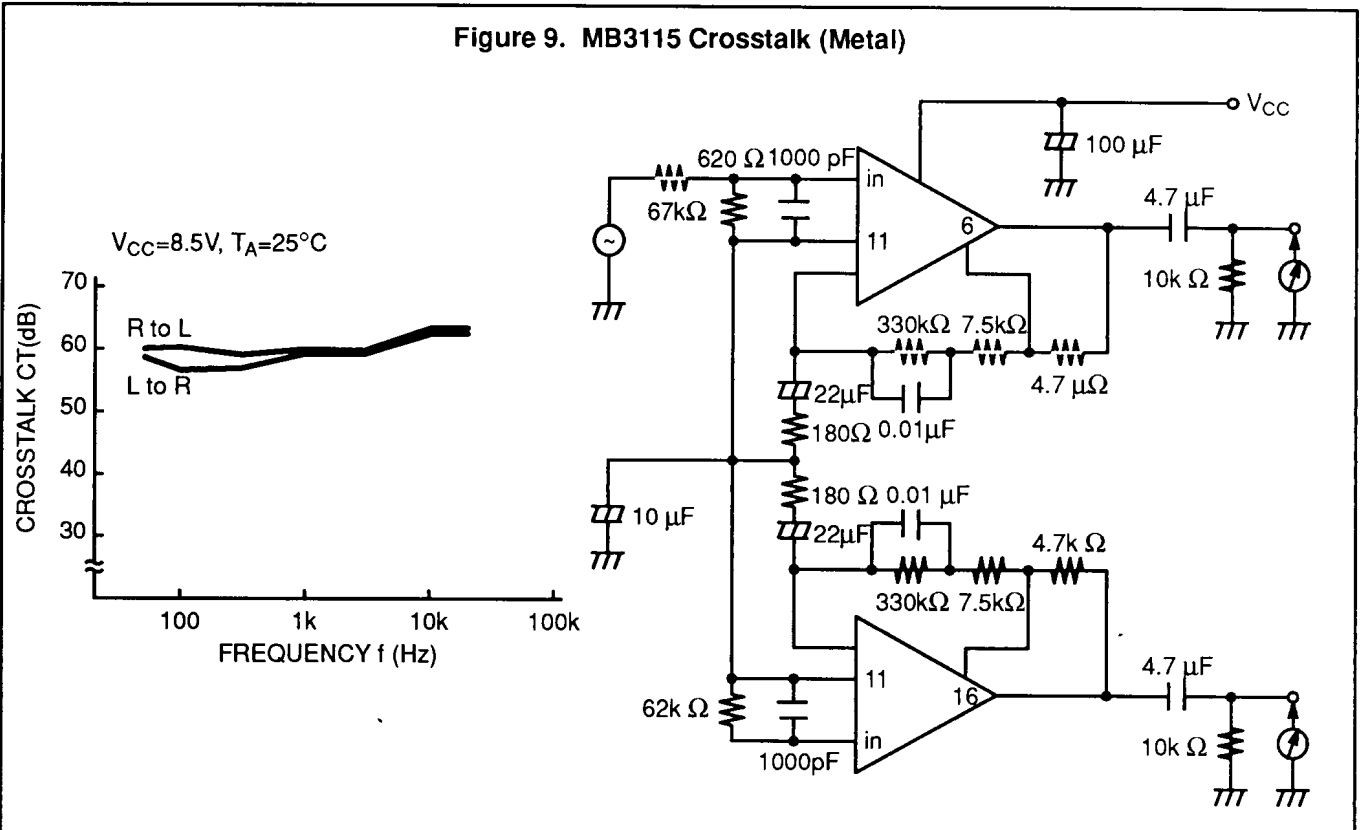 Figure 9. MB3115 Crosstalk (Metal)
VCC=8.5V, TA=25°C
CROSSTALK CT(dB)
70
60
50
40
30
R to L
L to R
100
1k
10k
100k
FREQUENCY f (Hz)
VCC
100 µF
620 Ω
1000 pF
67kΩ
in
11
6
4.7 µF
10k Ω
~
330kΩ
7.5kΩ
4.7 µΩ
22µF
180Ω
0.01µF
10 µF
180 Ω
0.01 µF
22µF
4.7k Ω
330kΩ
7.5kΩ
11
16
in
62k Ω
1000pF
4.7 µF
10k Ω